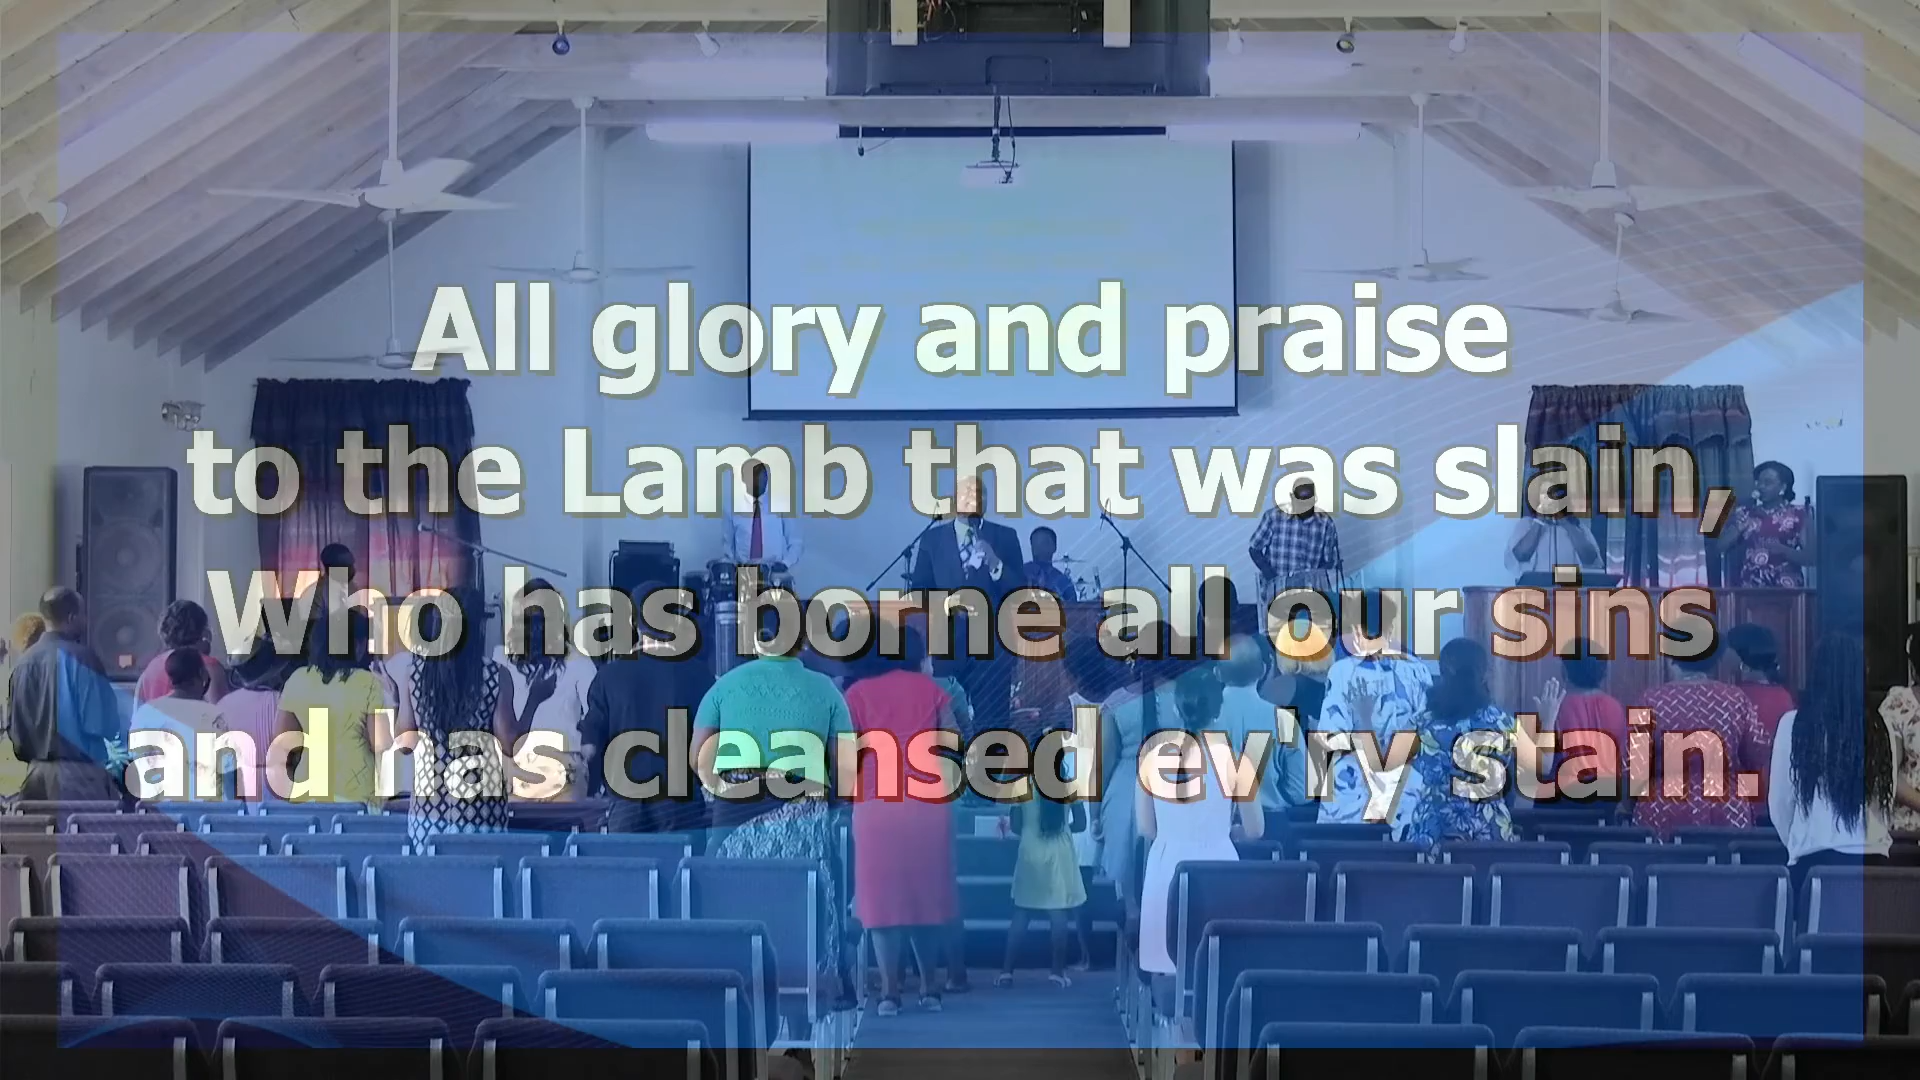 All glory and praise
to the Lamb that was slain,
Who has borne all our sins
and has cleansed ev'ry stain.